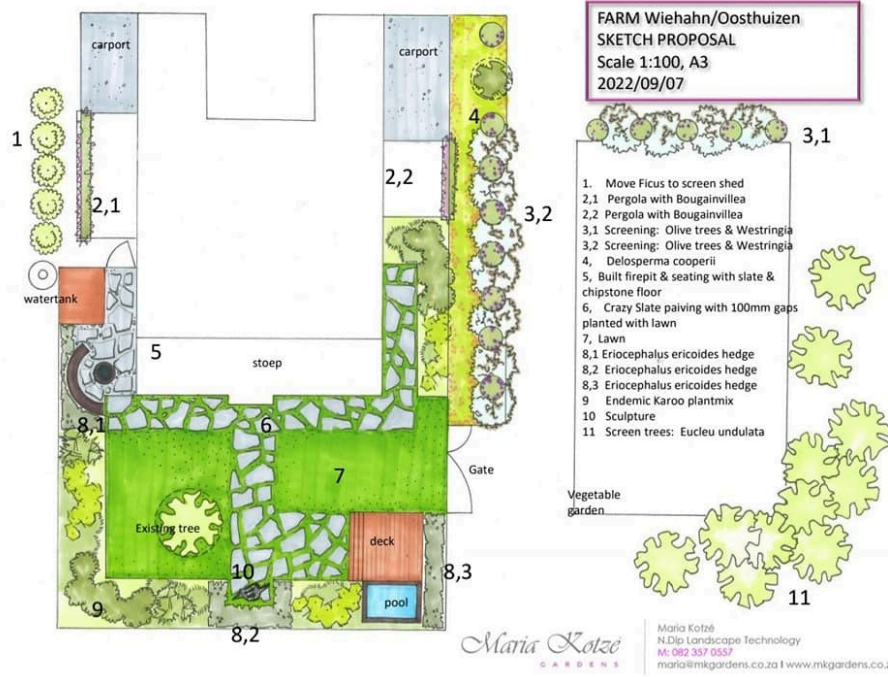 FARM Wiehahn/Oosthuizen
SKETCH PROPOSAL
Scale 1:100, A3
2022/09/07
carport
carport
1
4
3,1
3
2,1
2,2
3,2
1. Move Ficus to screen shed
2,1 Pergola with Bougainvillea
2,2 Pergola with Bougainvillea
3,1 Screening: Olive trees & Westringia
3,2 Screening: Olive trees & Westringia
4, Delosperma cooperii
5, Built firepit & seating with slate &
chipstone floor
6, Crazy Slate paiving with 100mm gaps
planted with lawn
7, Lawn
8,1 Eriocephalus ericoides hedge
8,2 Eriocephalus ericoides hedge
8,3 Eriocephalus ericoides hedge
9 Endemic Karoo plantmix
10 Sculpture
11 Screen trees: Eucleu undulata
watertank
5
stoep
8,1
6
7
Gate
Vegetable
garden
Existing tree
deck
10
8,3
9
pool
11
8,2
Maria Kotzé
GARDENS
Maria Kotzé
N.Dip Landscape Technology
M: 082 357 0557
maria@mkgardens.co.za I www.mkgardens.co.z